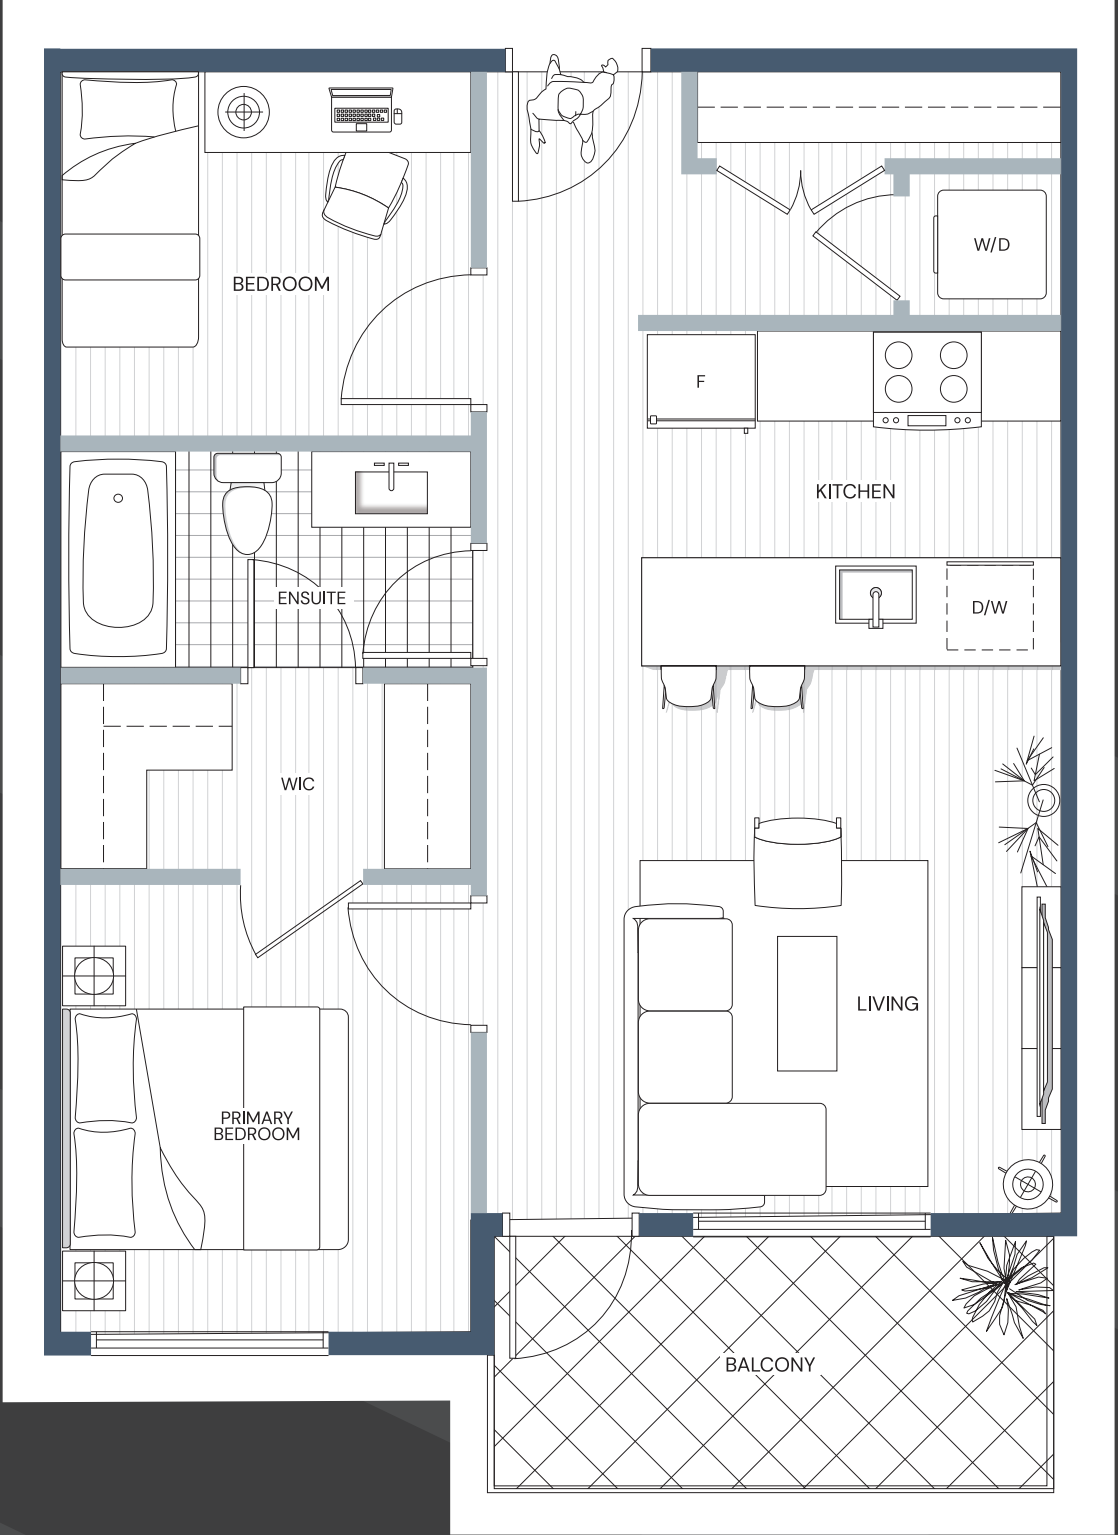 W/D
BEDROOM
F
KITCHEN
ENSUITE
D/W
WIC
LIVING
PRIMARY
BEDROOM
BALCONY